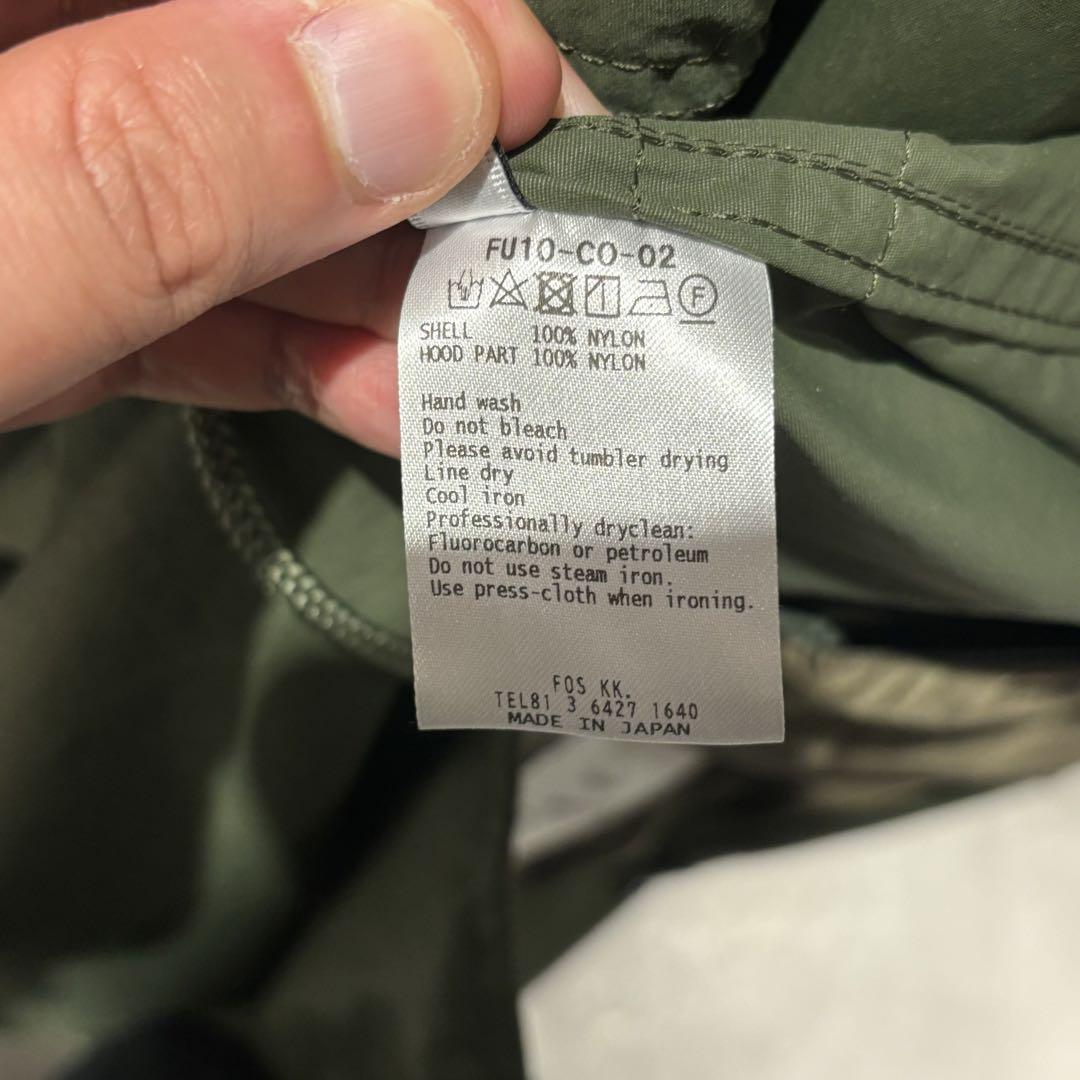 FU10-CO-02
F
SHELL 100% NYLON
HOOD PART 100% NYLON
Hand wash
Do not bleach
Please avoid tumbler drying
Line dry
Cool iron
Professionally dryclean:
Fluorocarbon or petroleum
Do not use steam iron.
Use press-cloth when ironing.
FOS KK.
TEL81 3 6427 1640
MADE IN JAPAN